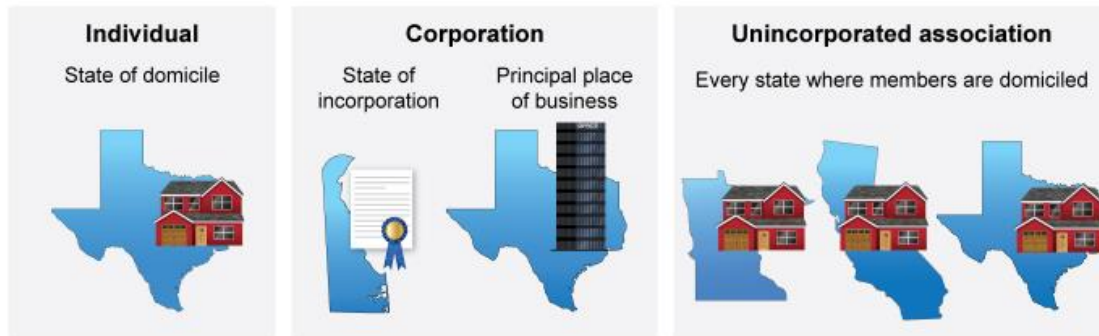 Individual
State of domicile
Corporation
State of
incorporation
Principal place
of business
Unincorporated association
Every state where members are domiciled